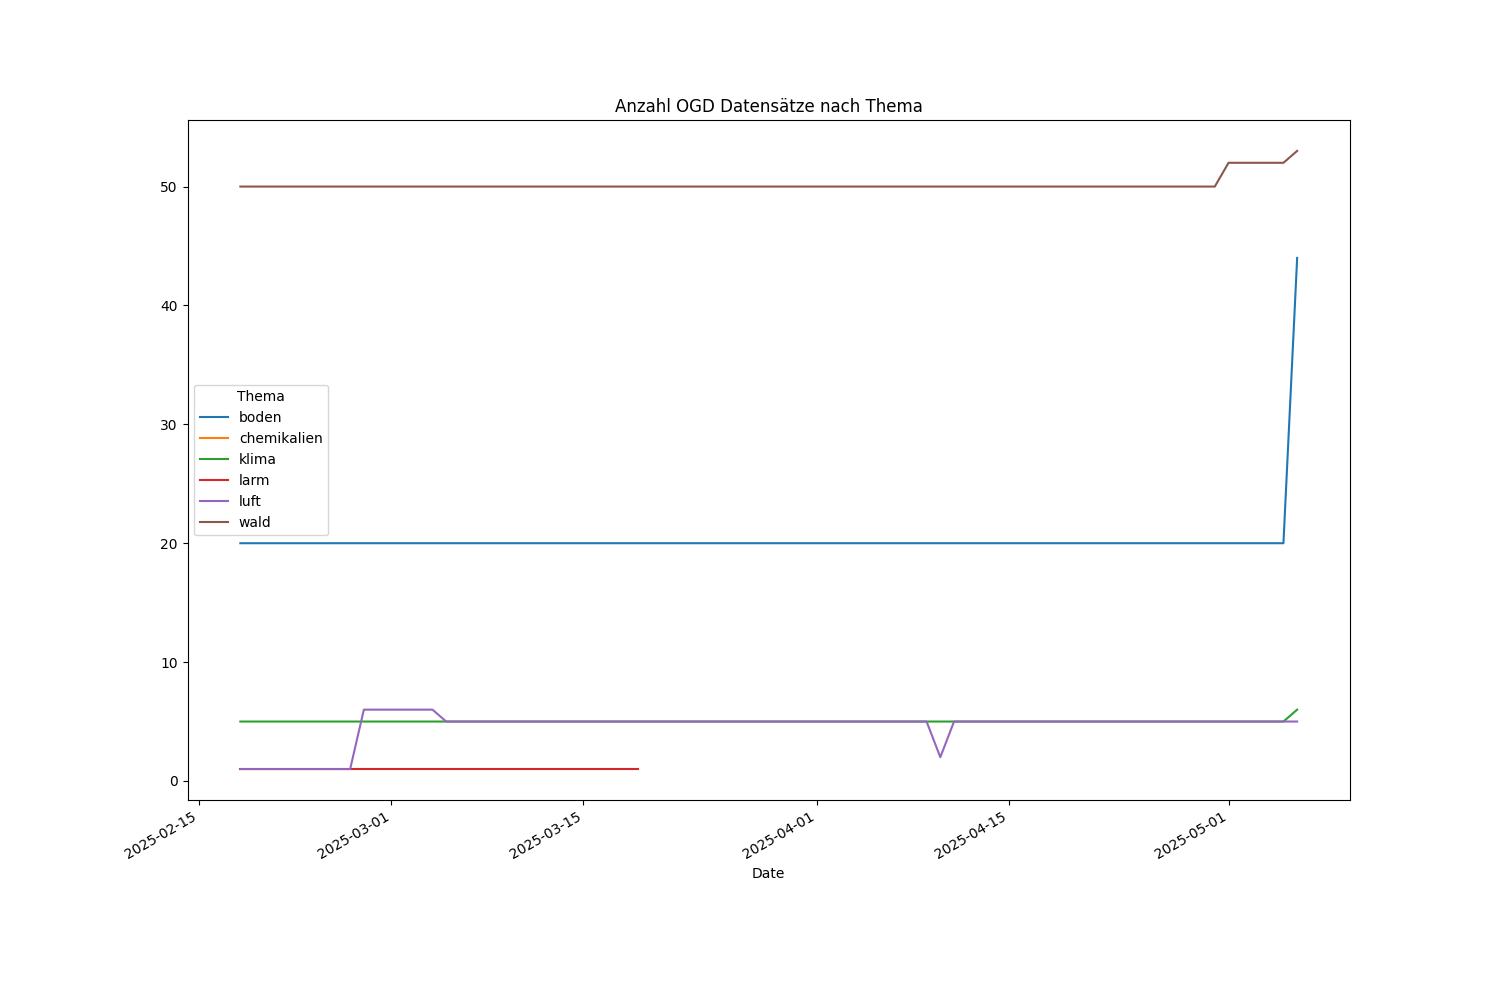 Anzahl OGD Datensätze nach Thema
50
40
30
20
10
0
Thema
boden
chemikalien
klima
larm
luft
wald
2025-02-15
2025-03-01
2025-03-15
2025-04-01
2025-04-15
2025-05-01
Date